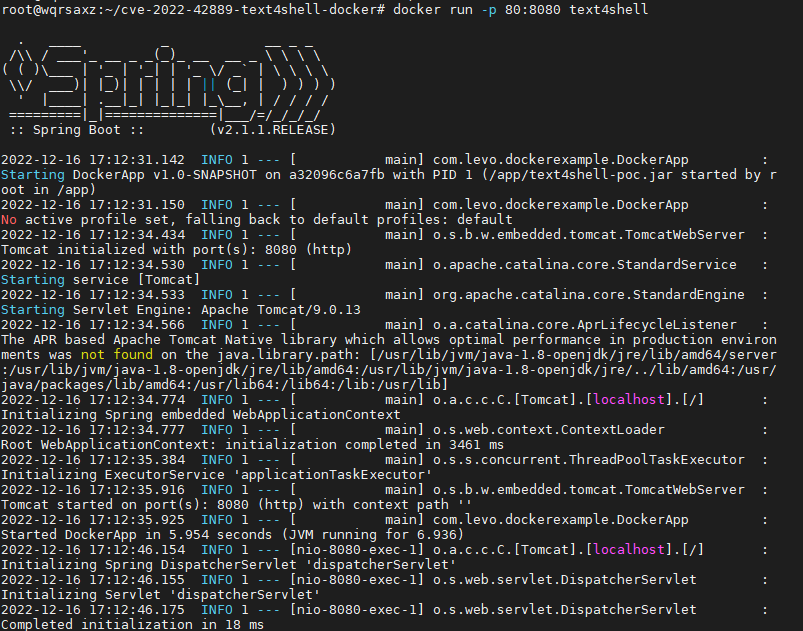 root@wqrsaxz:~/cve-2022-42889-text4shell-docker# docker run -p 80:8080 text4shell

  .   ____          _            __ _ _
 /\\ / ___'_ __ _ _(_)_ __  __ _ \ \ \ \
( ( )\___ | '_ | '_| | '_ \/ _` | \ \ \ \
 \\/  ___)| |_)| | | | | || (_| |  ) ) ) )
  '  |____| .__|_| |_|_| |_\__, | / / / /
 =========|_|==============|___/=/_/_/_/
 :: Spring Boot ::        (v2.1.1.RELEASE)

2022-12-16 17:12:31.142  INFO 1 --- [           main] com.levo.dockerexample.DockerApp         :
Starting DockerApp v1.0-SNAPSHOT on a32096c6a7fb with PID 1 (/app/text4shell-poc.jar started by r
oot in /app)
2022-12-16 17:12:31.150  INFO 1 --- [           main] com.levo.dockerexample.DockerApp         :
No active profile set, falling back to default profiles: default
2022-12-16 17:12:34.434  INFO 1 --- [           main] o.s.b.w.embedded.tomcat.TomcatWebServer  :
Tomcat initialized with port(s): 8080 (http)
2022-12-16 17:12:34.530  INFO 1 --- [           main] o.apache.catalina.core.StandardService   :
Starting service [Tomcat]
2022-12-16 17:12:34.533  INFO 1 --- [           main] org.apache.catalina.core.StandardEngine  :
Starting Servlet Engine: Apache Tomcat/9.0.13
2022-12-16 17:12:34.566  INFO 1 --- [           main] o.a.catalina.core.AprLifecycleListener   :
The APR based Apache Tomcat Native library which allows optimal performance in production environ
ments was not found on the java.library.path: [/usr/lib/jvm/java-1.8-openjdk/jre/lib/amd64/server
:/usr/lib/jvm/java-1.8-openjdk/jre/lib/amd64:/usr/lib/jvm/java-1.8-openjdk/jre/../lib/amd64:/usr/
java/packages/lib/amd64:/usr/lib64:/lib64:/lib:/usr/lib]
2022-12-16 17:12:34.774  INFO 1 --- [           main] o.a.c.c.C.[Tomcat].[localhost].[/]       :
Initializing Spring embedded WebApplicationContext
2022-12-16 17:12:34.777  INFO 1 --- [           main] o.s.web.context.ContextLoader            :
Root WebApplicationContext: initialization completed in 3461 ms
2022-12-16 17:12:35.384  INFO 1 --- [           main] o.s.s.concurrent.ThreadPoolTaskExecutor  :
Initializing ExecutorService 'applicationTaskExecutor'
2022-12-16 17:12:35.916  INFO 1 --- [           main] o.s.b.w.embedded.tomcat.TomcatWebServer  :
Tomcat started on port(s): 8080 (http) with context path ''
2022-12-16 17:12:35.925  INFO 1 --- [           main] com.levo.dockerexample.DockerApp         :
Started DockerApp in 5.954 seconds (JVM running for 6.936)
2022-12-16 17:12:46.154  INFO 1 --- [nio-8080-exec-1] o.a.c.c.C.[Tomcat].[localhost].[/]       :
Initializing Spring DispatcherServlet 'dispatcherServlet'
2022-12-16 17:12:46.155  INFO 1 --- [nio-8080-exec-1] o.s.web.servlet.DispatcherServlet        :
Initializing Servlet 'dispatcherServlet'
2022-12-16 17:12:46.175  INFO 1 --- [nio-8080-exec-1] o.s.web.servlet.DispatcherServlet        :
Completed initialization in 18 ms